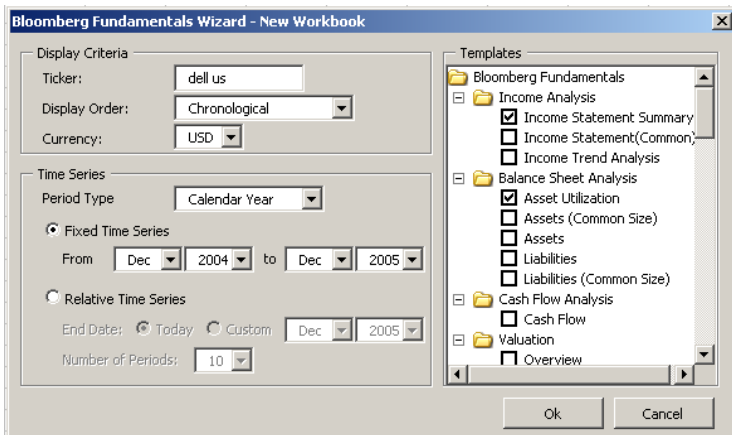 Bloomberg Fundamentals Wizard - New Workbook
Display Criteria
Ticker: dell us
Display Order: Chronological
Currency: USD
Time Series
Period Type Calendar Year
Fixed Time Series
From Dec 2004 to Dec 2005
Relative Time Series
End Date: Today Custom Dec 2005
Number of Periods: 10
Templates
Bloomberg Fundamentals
Income Analysis
Income Statement Summary
Income Statement(Common)
Income Trend Analysis
Balance Sheet Analysis
Asset Utilization
Assets (Common Size)
Assets
Liabilities
Liabilities (Common Size)
Cash Flow Analysis
Cash Flow
Valuation
Overview
Ok Cancel